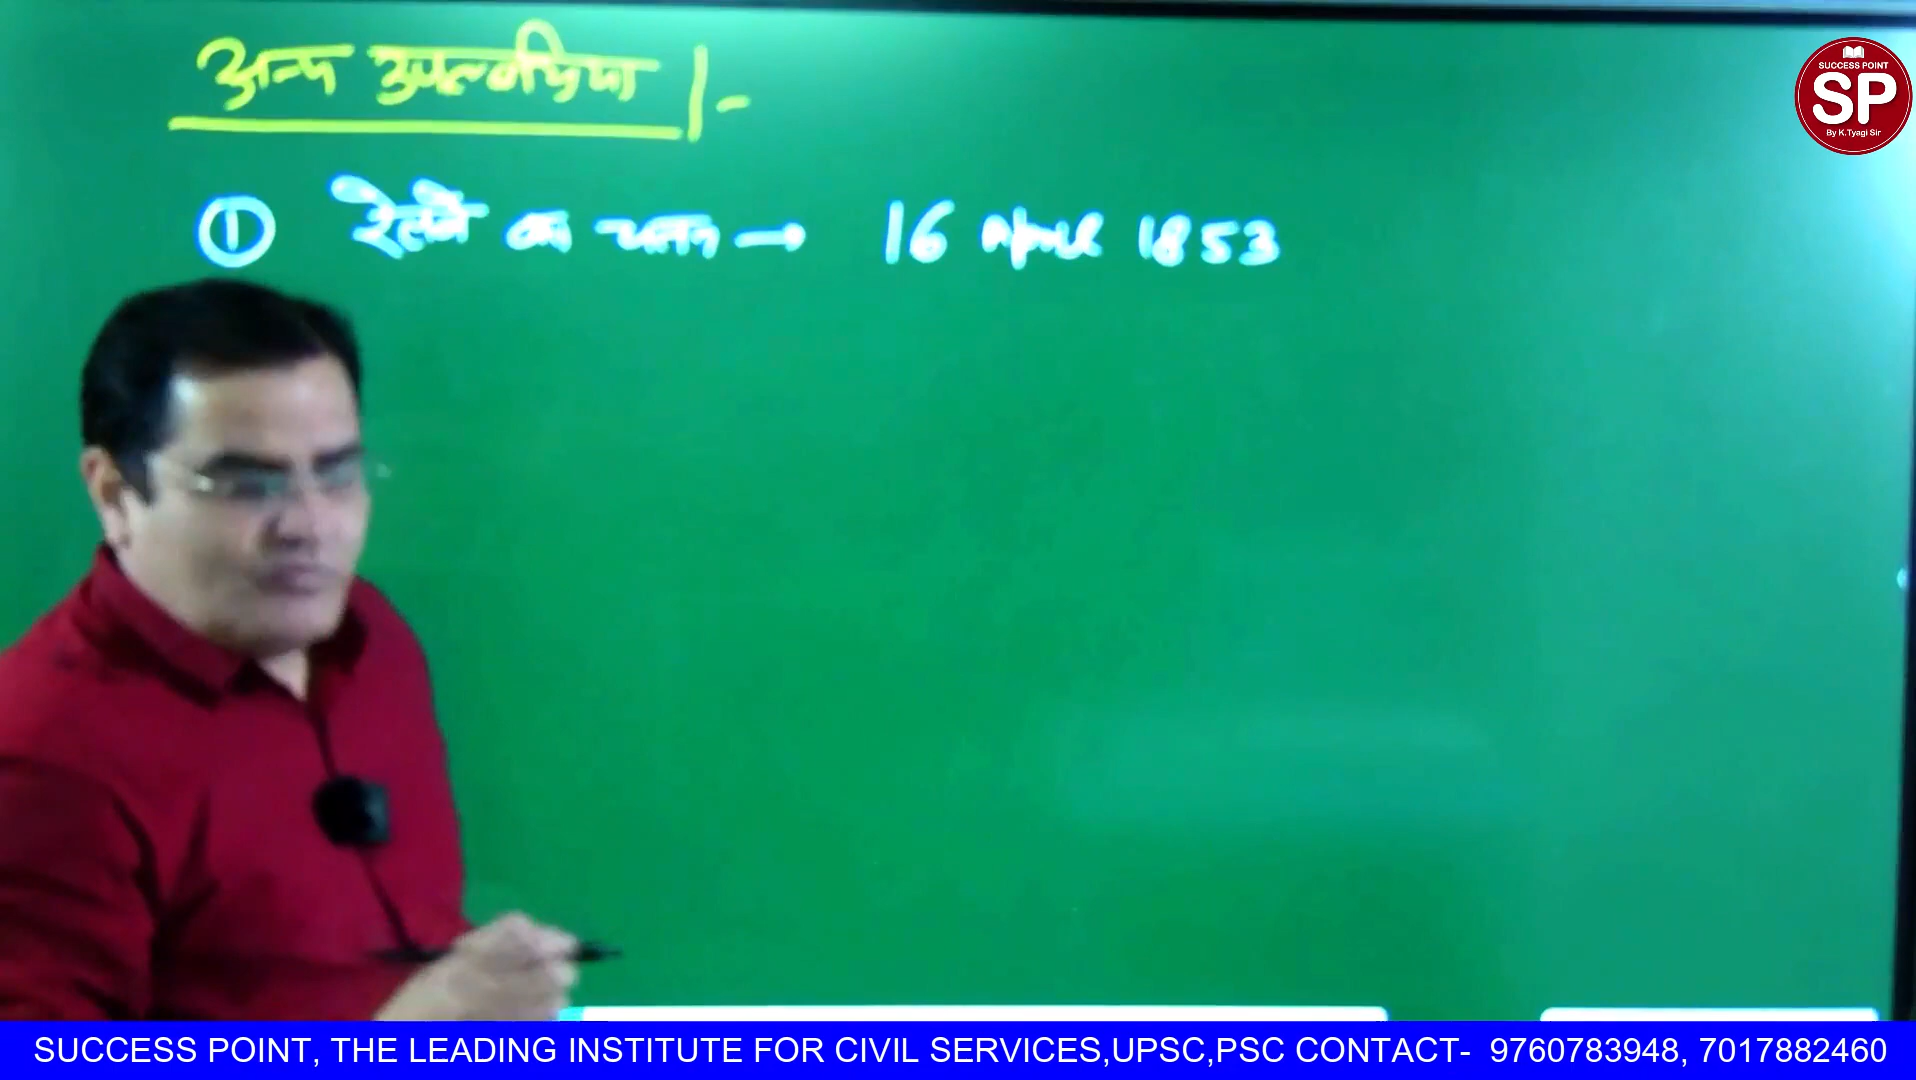 अन्य उपलब्धियां :-
① रेलवे का चलन → 16 April 1853
SUCCESS POINT
SP
By K.Tyagi Sir
SUCCESS POINT, THE LEADING INSTITUTE FOR CIVIL SERVICES,UPSC,PSC CONTACT- 9760783948, 7017882460